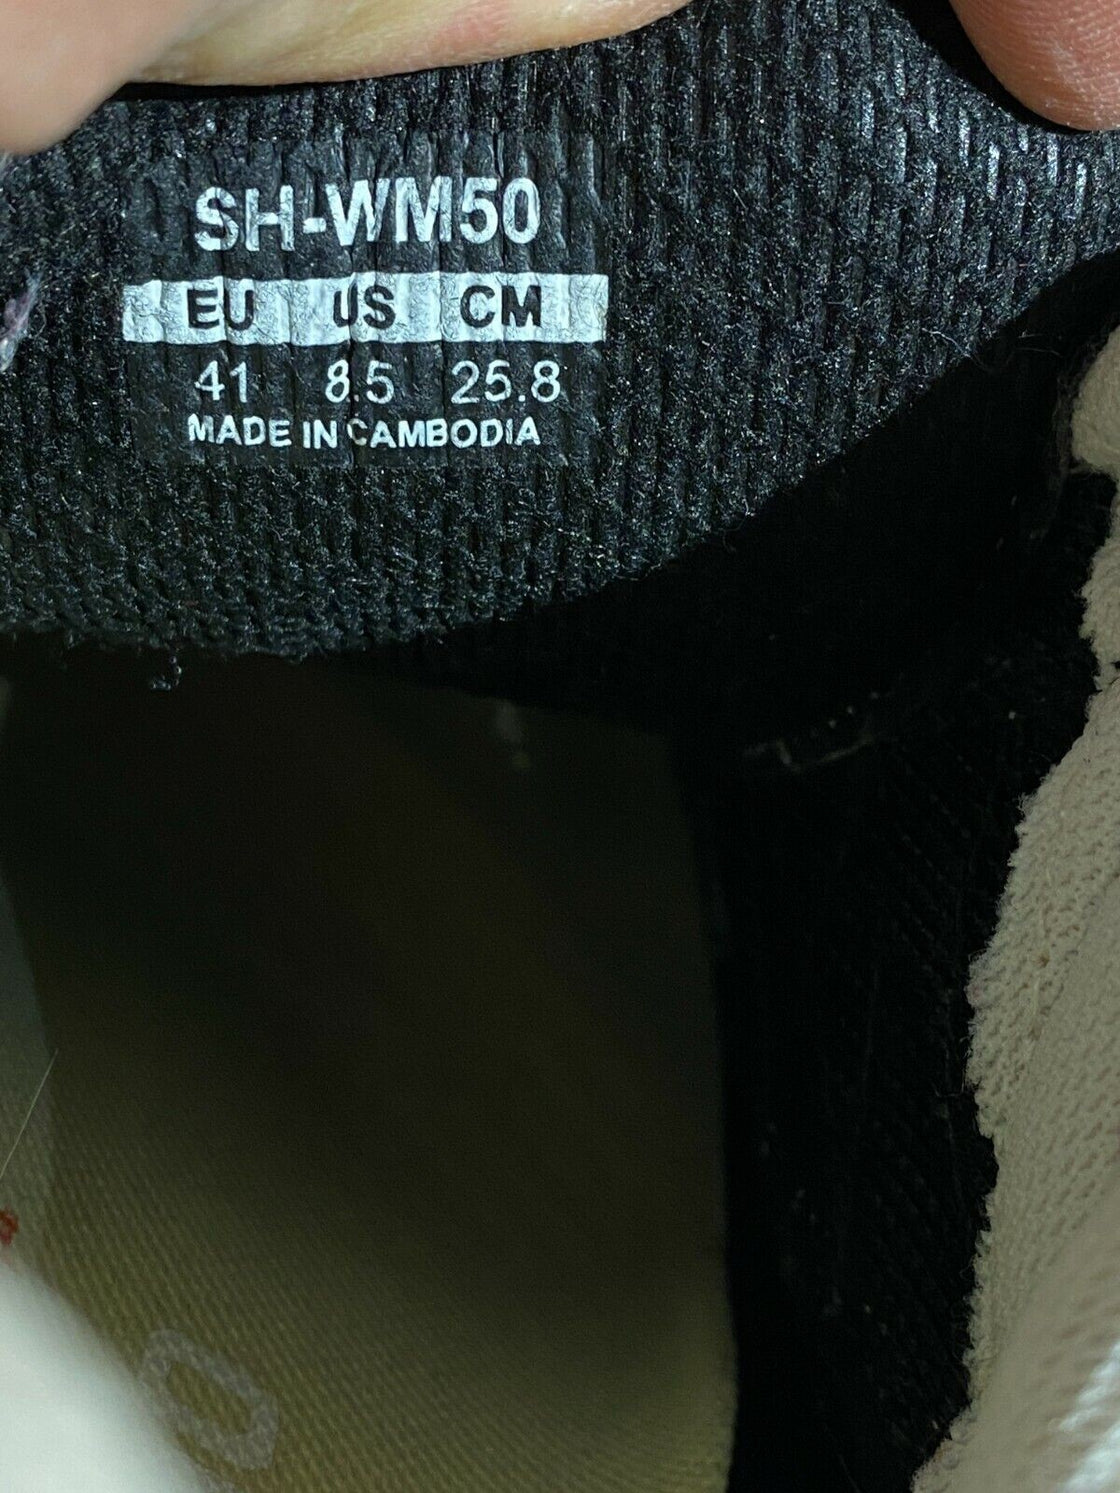 SH-WM50
EU US CM
41 8.5 25.8
MADE IN CAMBODIA